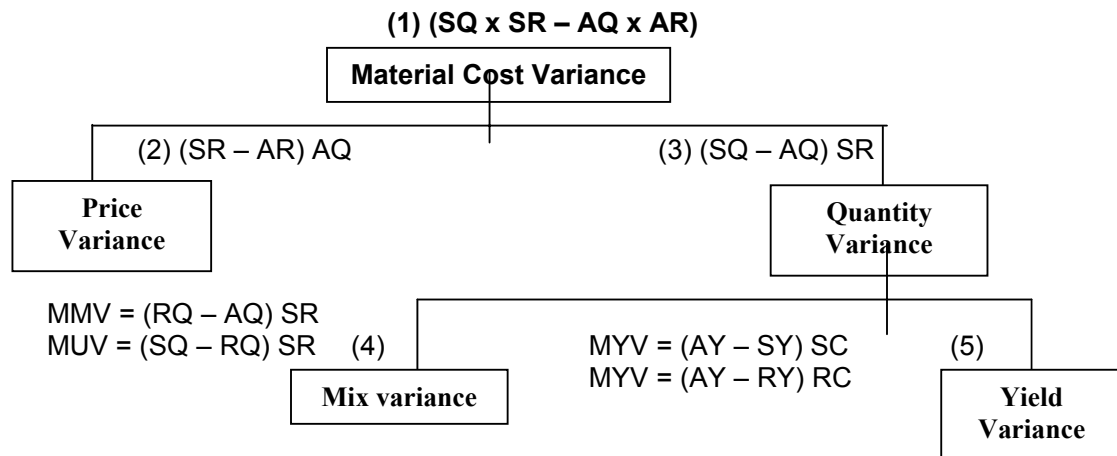 (1) (SQ x SR – AQ x AR)
Material Cost Variance
(2) (SR – AR) AQ
(3) (SQ – AQ) SR
Price
Variance
Quantity
Variance
MMV = (RQ – AQ) SR
MUV = (SQ – RQ) SR (4)
MYV = (AY – SY) SC (5)
MYV = (AY – RY) RC
Mix variance
Yield
Variance